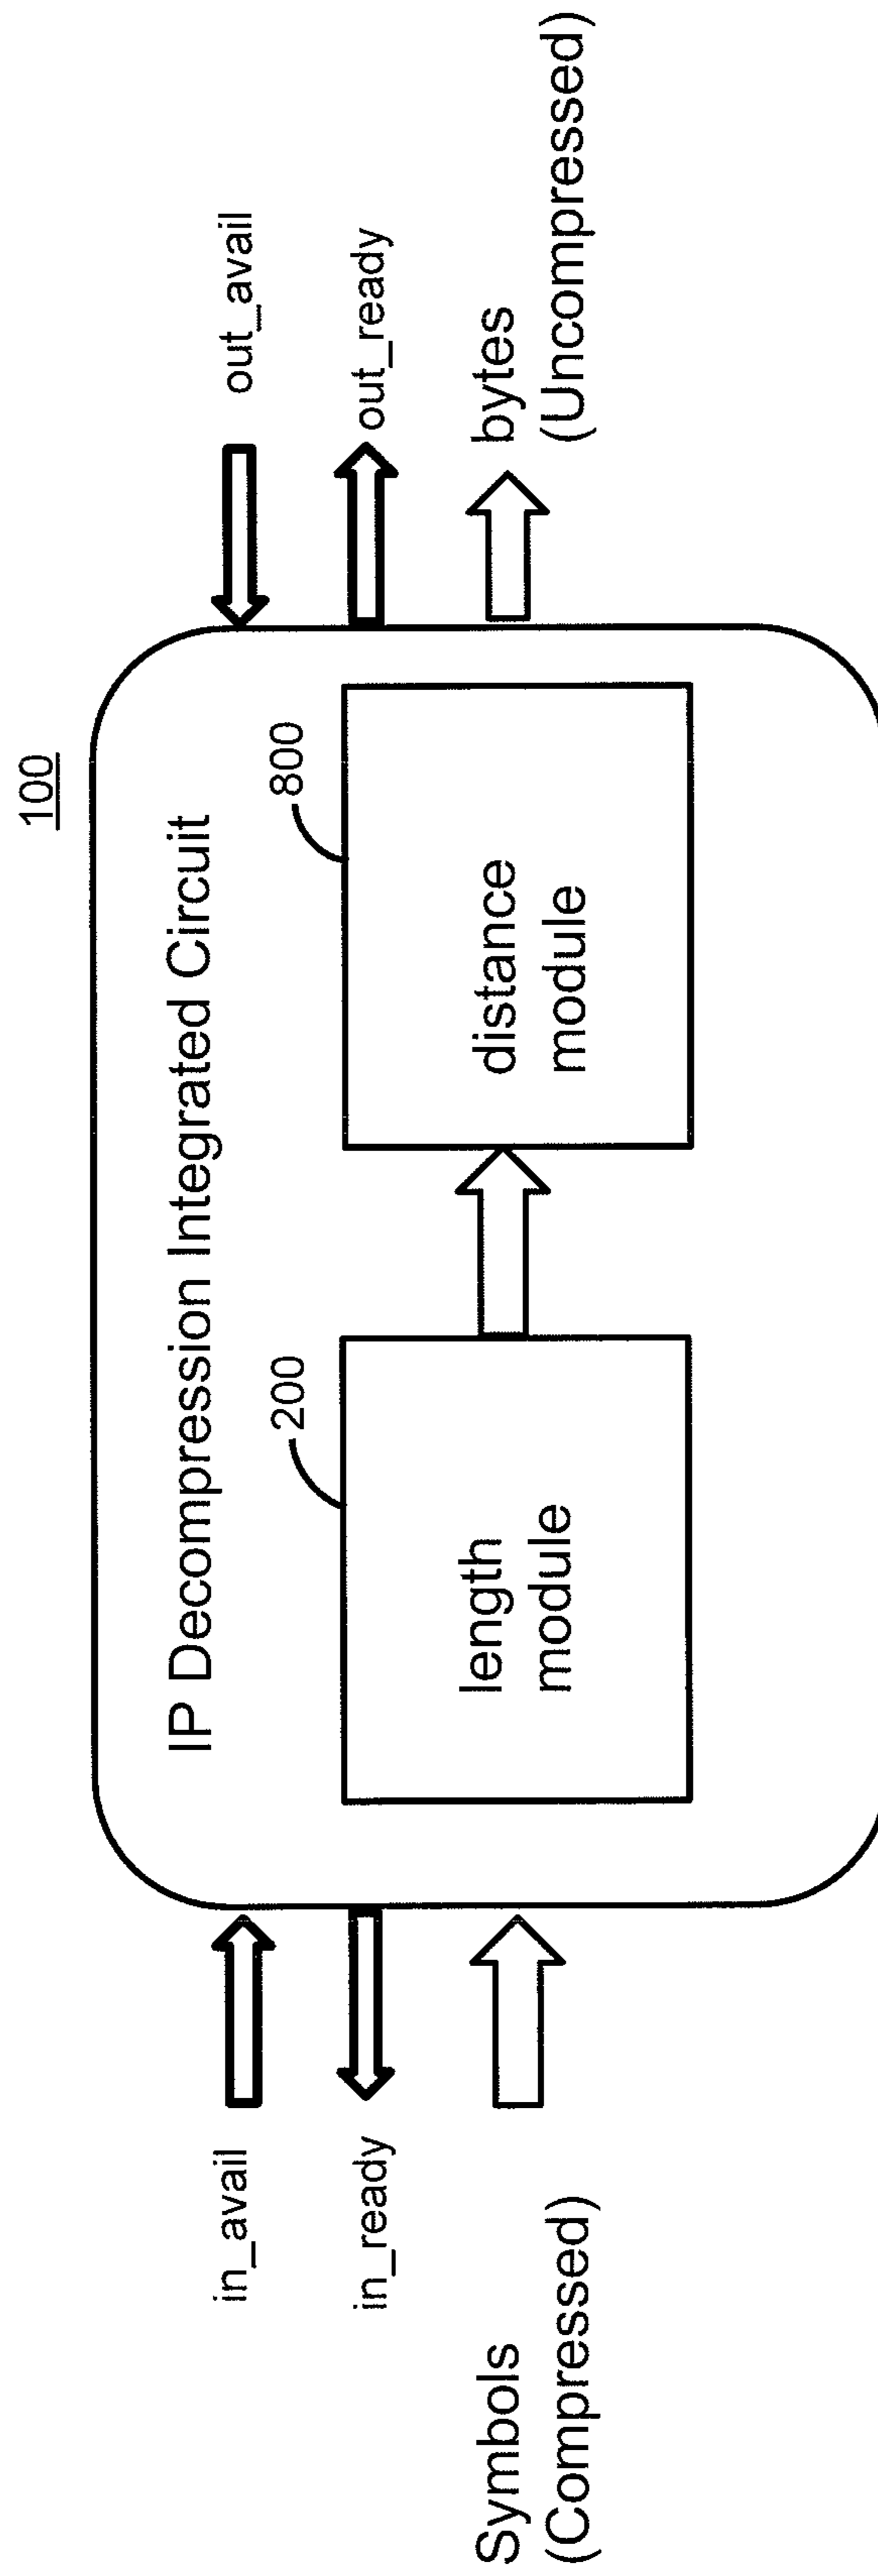 100
IP Decompression Integrated Circuit
in_avail
in_ready
Symbols
(Compressed)
200
length
module
800
distance
module
out_avail
out_ready
bytes
(Uncompressed)